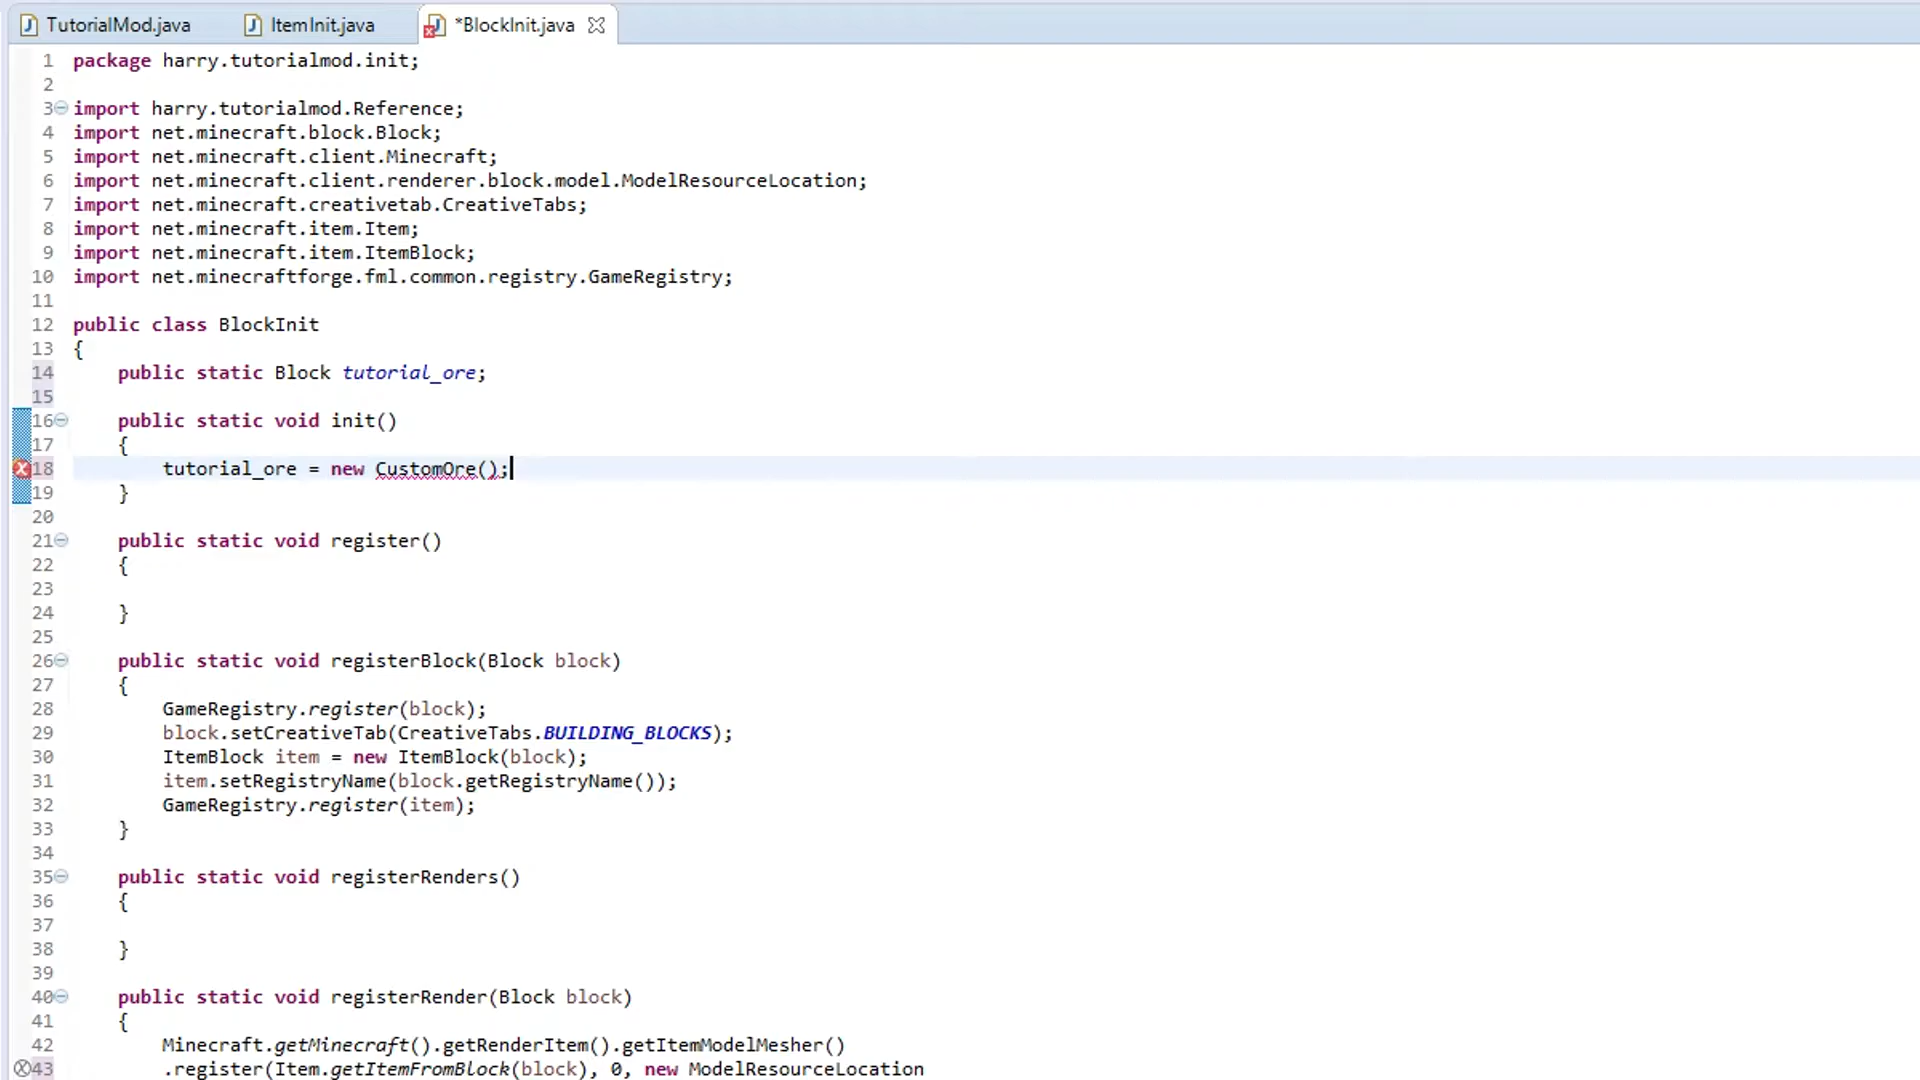 TutorialMod.java ItemInit.java *BlockInit.java
1 package harry.tutorialmod.init;
2
3 import harry.tutorialmod.Reference;
4 import net.minecraft.block.Block;
5 import net.minecraft.client.Minecraft;
6 import net.minecraft.client.renderer.block.model.ModelResourceLocation;
7 import net.minecraft.creativetab.CreativeTabs;
8 import net.minecraft.item.Item;
9 import net.minecraft.item.ItemBlock;
10 import net.minecraftforge.fml.common.registry.GameRegistry;
11
12 public class BlockInit
13 {
14 public static Block tutorial_ore;
15
16 public static void init()
17 {
18 tutorial_ore = new CustomOre();
19 }
20
21 public static void register()
22 {
23
24 }
25
26 public static void registerBlock(Block block)
27 {
28 GameRegistry.register(block);
29 block.setCreativeTab(CreativeTabs.BUILDING_BLOCKS);
30 ItemBlock item = new ItemBlock(block);
31 item.setRegistryName(block.getRegistryName());
32 GameRegistry.register(item);
33 }
34
35 public static void registerRenders()
36 {
37
38 }
39
40 public static void registerRender(Block block)
41 {
42 Minecraft.getMinecraft().getRenderItem().getItemModelMesher()
43 .register(Item.getItemFromBlock(block), 0, new ModelResourceLocation